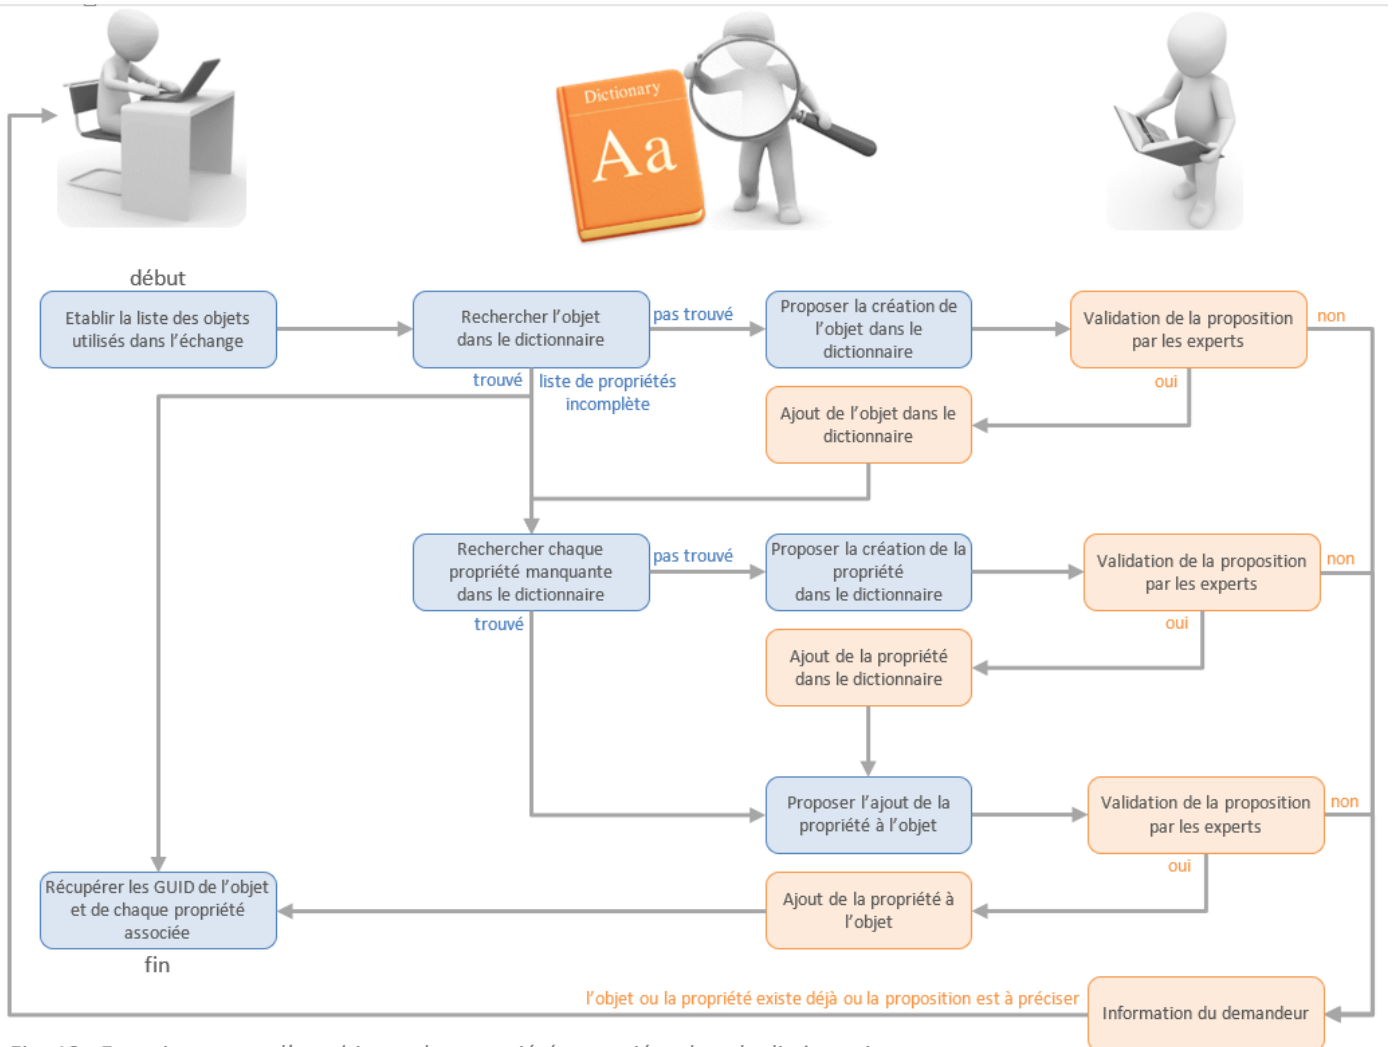 Dictionary
Aa
début
Etablir la liste des objets
utilisés dans l'échange
Rechercher l'objet
dans le dictionnaire
pas trouvé
Proposer la création de
l'objet dans le
dictionnaire
Validation de la proposition
par les experts
non
trouvé
liste de propriétés
incomplète
oui
Ajout de l'objet dans le
dictionnaire
Rechercher chaque
propriété manquante
dans le dictionnaire
pas trouvé
Proposer la création de la
propriété
dans le dictionnaire
Validation de la proposition
par les experts
non
trouvé
oui
Ajout de la propriété
dans le dictionnaire
Proposer l'ajout de la
propriété à l'objet
Validation de la proposition
par les experts
non
oui
Récupérer les GUID de l'objet
et de chaque propriété
associée
Ajout de la propriété à
l'objet
fin
l'objet ou la propriété existe déjà ou la proposition est à préciser
Information du demandeur